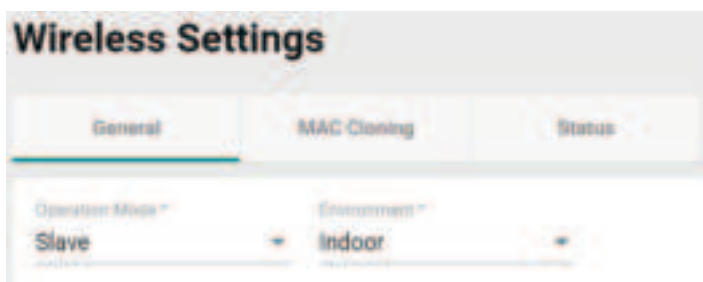 Wireless Settings
General MAC Cloning Status
Operation Mode * Environment *
Slave Indoor